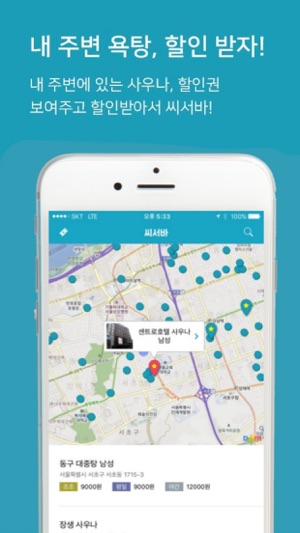 내 주변 욕탕, 할인 받자!
내 주변에 있는 사우나, 할인권
보여주고 할인받아서 씨서바!
SKT LTE 오후 5:33 100%
씨서바
센트로호텔 사우나
남성
서초구
동구 대중탕 남성
서울특별시 서초구 서초동 1715-3
조조 9000원 평일 9000원 야간 12000원
장생 사우나